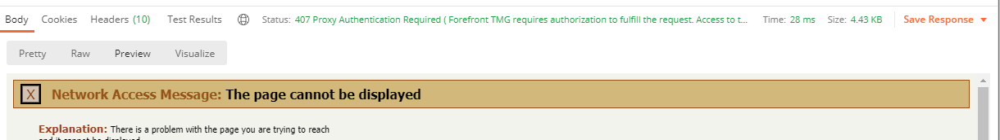 Body Cookies Headers (10) Test Results Status: 407 Proxy Authentication Required ( Forefront TMG requires authorization to fulfill the request. Access to t... Time: 28 ms Size: 4.43 KB Save Response
Pretty Raw Preview Visualize
X Network Access Message: The page cannot be displayed
Explanation: There is a problem with the page you are trying to reach
and it cannot be displayed.